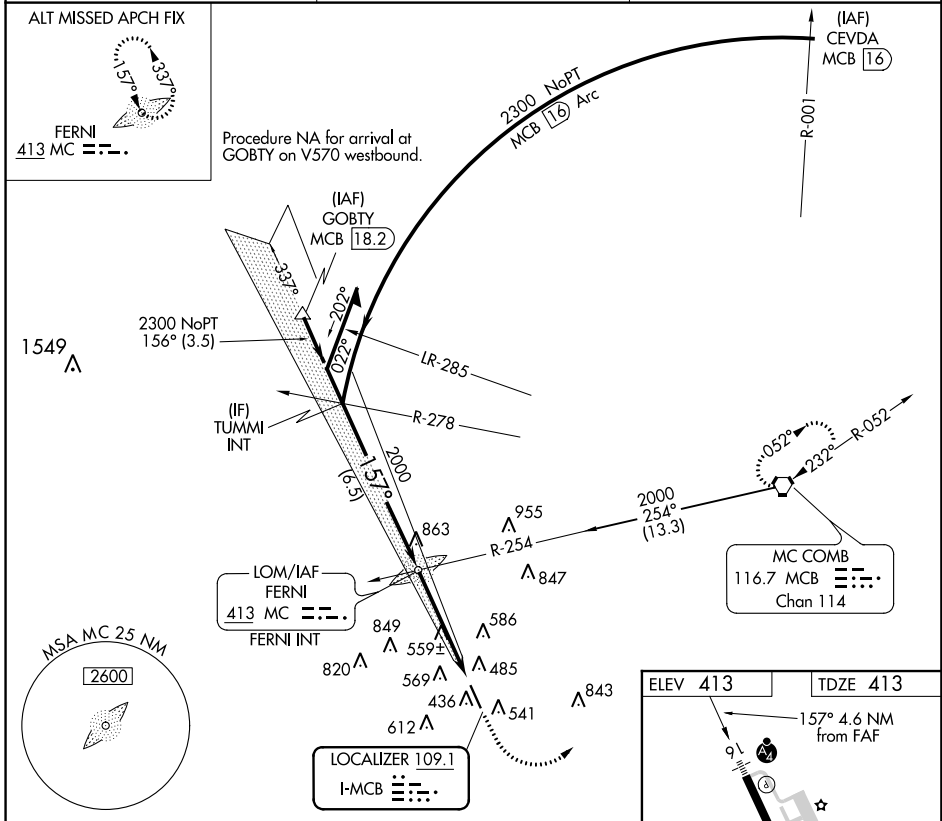 ALT MISSED APCH FIX
157°
337°
FERNI
413 MC
Procedure NA for arrival at
GOBTY on V570 westbound.
(IAF)
CEVDA
MCB 16
2300 NoPT
MCB 16 Arc
R-001
(IAF)
GOBTY
MCB 18.2
337°
202°
022°
2300 NoPT
156° (3.5)
LR-285
1549
(IF)
TUMMI
INT
R-278
2000
157°
(6.5)
052°
R-052
232°
2000
254°
(13.3)
R-254
955
863
847
MC COMB
116.7 MCB
Chan 114
LOM/IAF
FERNI
413 MC
FERNI INT
849
586
559±
820
569
485
436
541
843
612
MSA MC 25 NM
2600
LOCALIZER 109.1
I-MCB
ELEV 413
TDZE 413
157° 4.6 NM
from FAF
16
A4
P